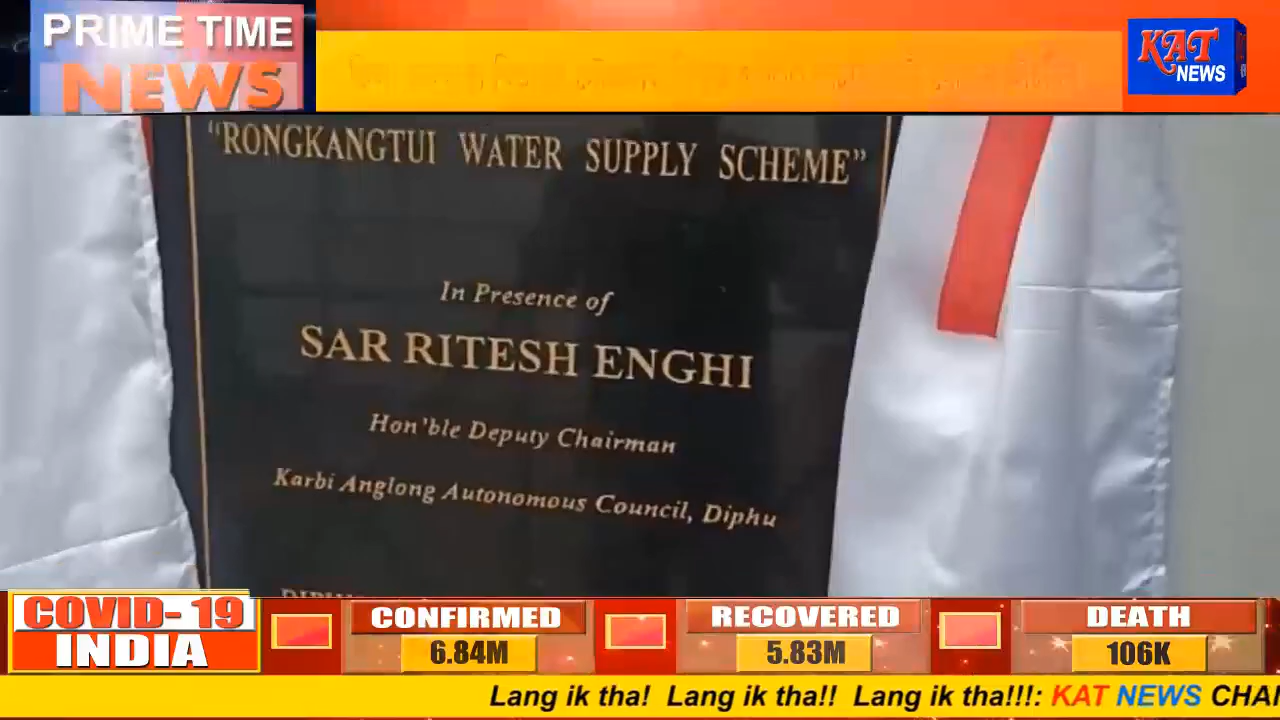 PRIME TIME
NEWS
KAT
NEWS
“RONGKANGTUI WATER SUPPLY SCHEME”
In Presence of
SAR RITESH ENGHI
Hon'ble Deputy Chairman
Karbi Anglong Autonomous Council, Diphu
COVID- 19
INDIA
CONFIRMED
6.84M
RECOVERED
5.83M
DEATH
106K
Lang ik tha! Lang ik tha!! Lang ik tha!!!: KAT NEWS